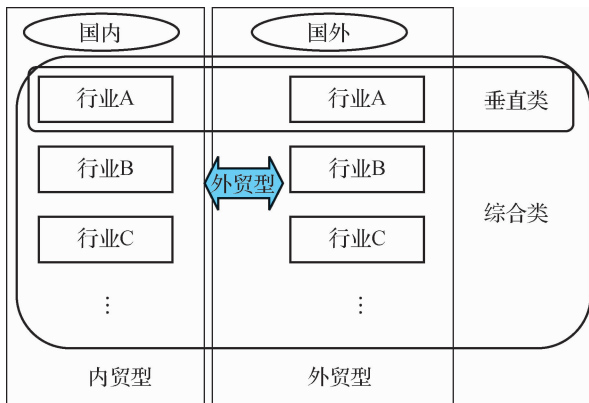 国内 国外
行业A 行业A 垂直类
行业B 外贸型 行业B
综合类
行业C 行业C
⋮ ⋮
内贸型 外贸型